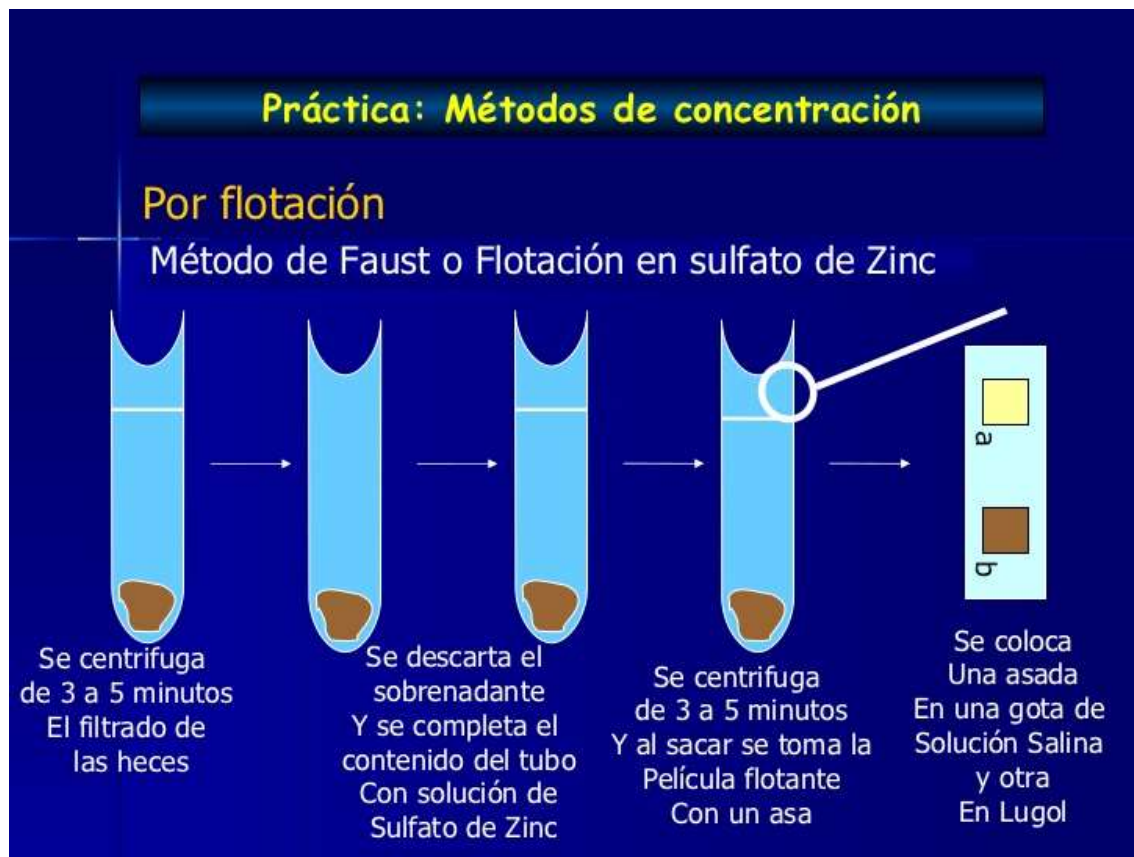 Práctica: Métodos de concentración
Por flotación
Método de Faust o Flotación en sulfato de Zinc
Se centrifuga
de 3 a 5 minutos
El filtrado de
las heces
Se descarta el
sobrenadante
Y se completa el
contenido del tubo
Con solución de
Sulfato de Zinc
Se centrifuga
de 3 a 5 minutos
Y al sacar se toma la
Película flotante
Con un asa
a
b
Se coloca
Una asada
En una gota de
Solución Salina
y otra
En Lugol